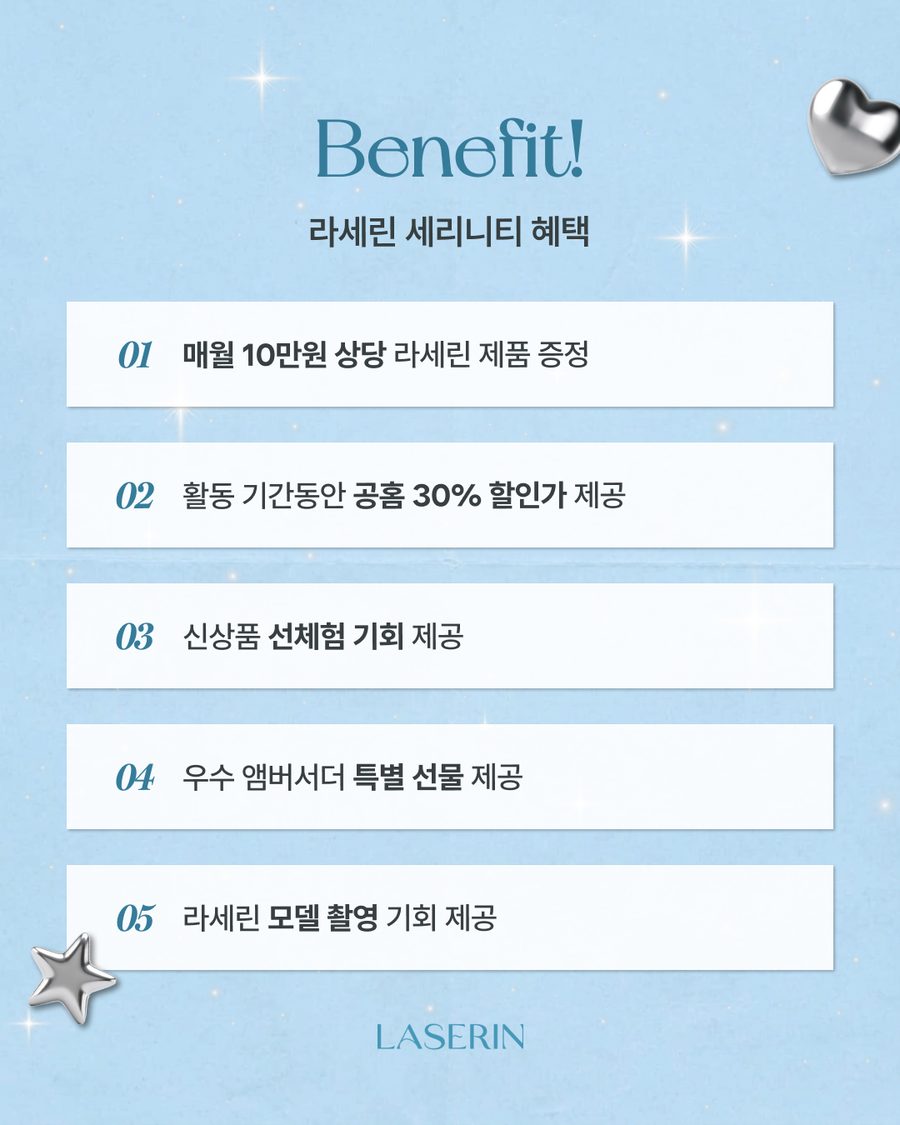 Benefit!
라세린 세리니티 혜택
01 매월 10만원 상당 라세린 제품 증정
02 활동 기간동안 공홈 30% 할인가 제공
03 신상품 선체험 기회 제공
04 우수 앰버서더 특별 선물 제공
05 라세린 모델 촬영 기회 제공
LASERIN